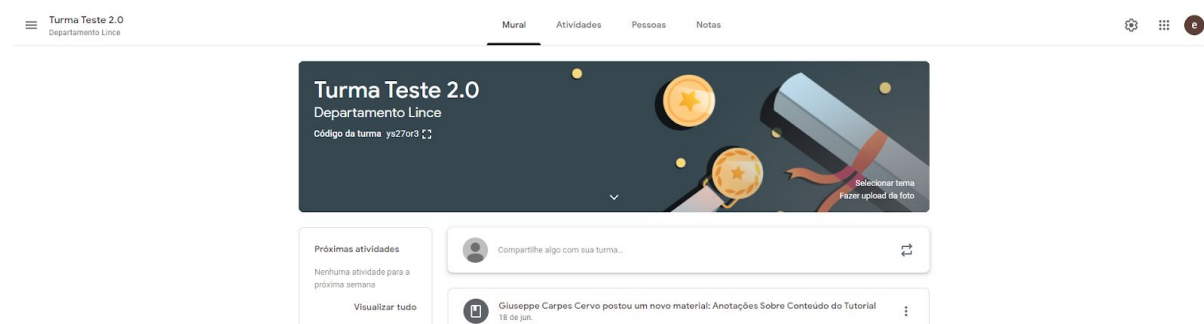 Turma Teste 2.0
Departamento Lince
Mural Atividades Pessoas Notas
e
Turma Teste 2.0
Departamento Lince
Código da turma ys27or3
Selecionar tema
Fazer upload da foto
Próximas atividades
Nenhuma atividade para a
próxima semana
Visualizar tudo
Compartilhe algo com sua turma...
Giuseppe Carpes Cervo postou um novo material: Anotações Sobre Conteúdo do Tutorial
18 de jun.